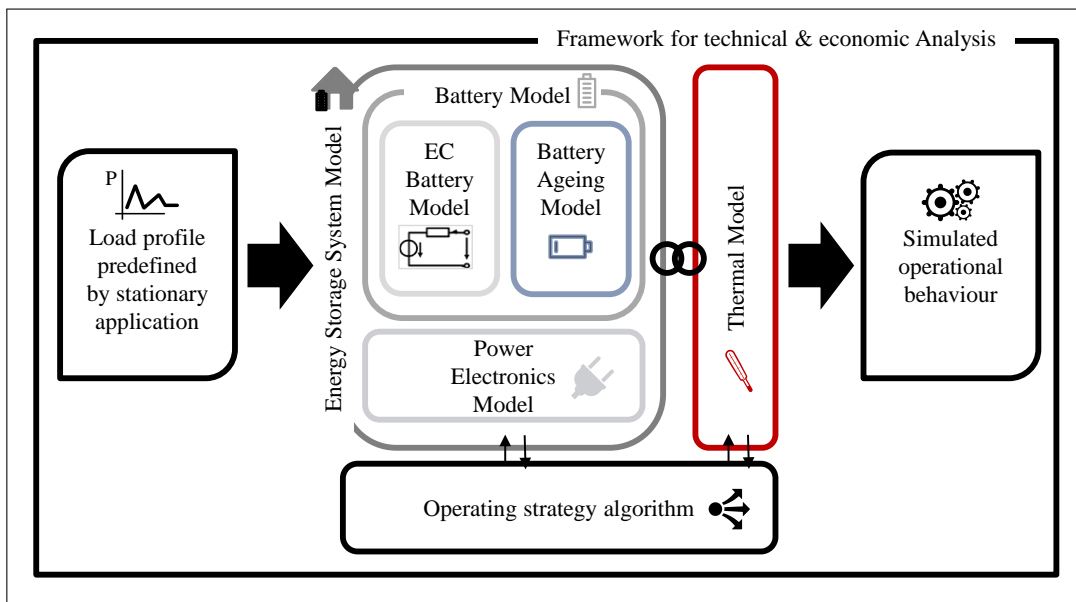 Framework for technical & economic Analysis
P
Load profile
predefined
by stationary
application
Energy Storage System Model
Battery Model
EC
Battery
Model
Battery
Ageing
Model
Power
Electronics
Model
Thermal Model
Operating strategy algorithm
Simulated
operational
behaviour